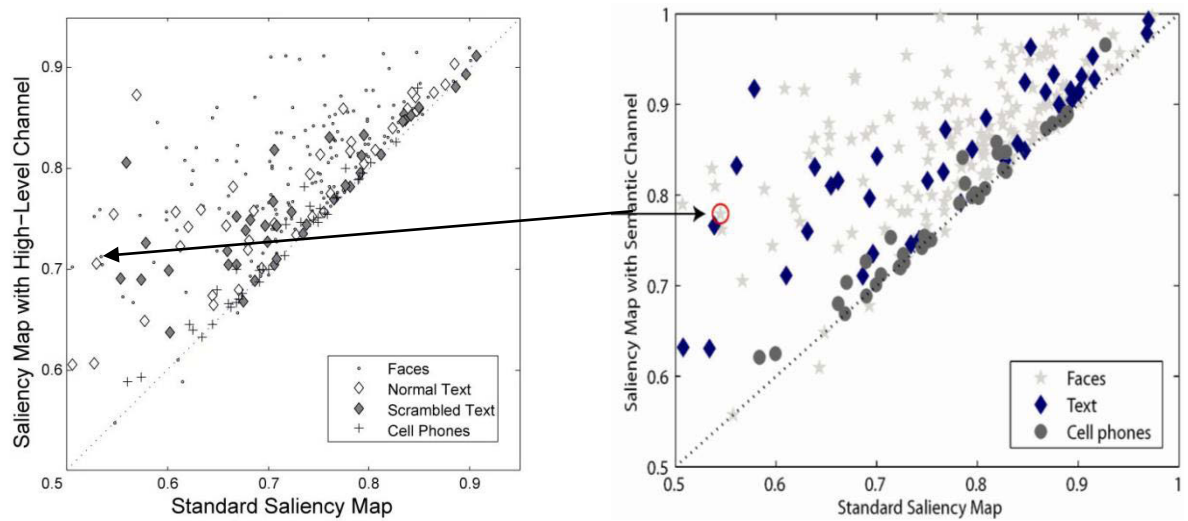 Saliency Map with High-Level Channel
0.9
0.8
0.7
0.6
0.5
0.5 0.6 0.7 0.8 0.9
Standard Saliency Map
Faces
Normal Text
Scrambled Text
Cell Phones
Saliency Map with Semantic Channel
1
0.9
0.8
0.7
0.6
0.5
0.5 0.6 0.7 0.8 0.9 1
Standard Saliency Map
Faces
Text
Cell phones